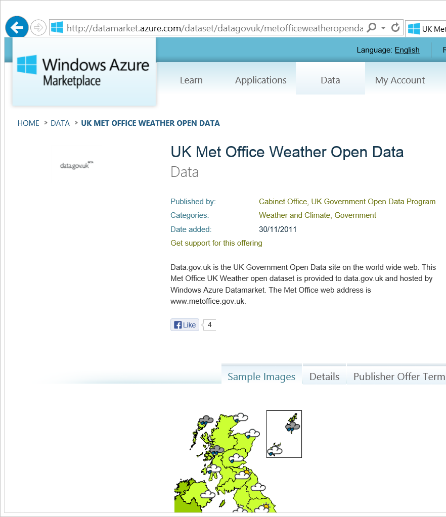 http://datamarket.azure.com/dataset/datagovuk/metofficeweatheropenda
UK Met
Language: English
Windows Azure
Marketplace
Learn
Applications
Data
My Account
HOME > DATA > UK MET OFFICE WEATHER OPEN DATA
data.gov.uk
UK Met Office Weather Open Data
Data
Published by: Cabinet Office, UK Government Open Data Program
Categories: Weather and Climate, Government
Date added: 30/11/2011
Get support for this offering
Data.gov.uk is the UK Government Open Data site on the world wide web. This
Met Office UK Weather open dataset is provided to data.gov.uk and hosted by
Windows Azure Datamarket. The Met Office web address is
www.metoffice.gov.uk.
Like 4
Sample Images
Details
Publisher Offer Term